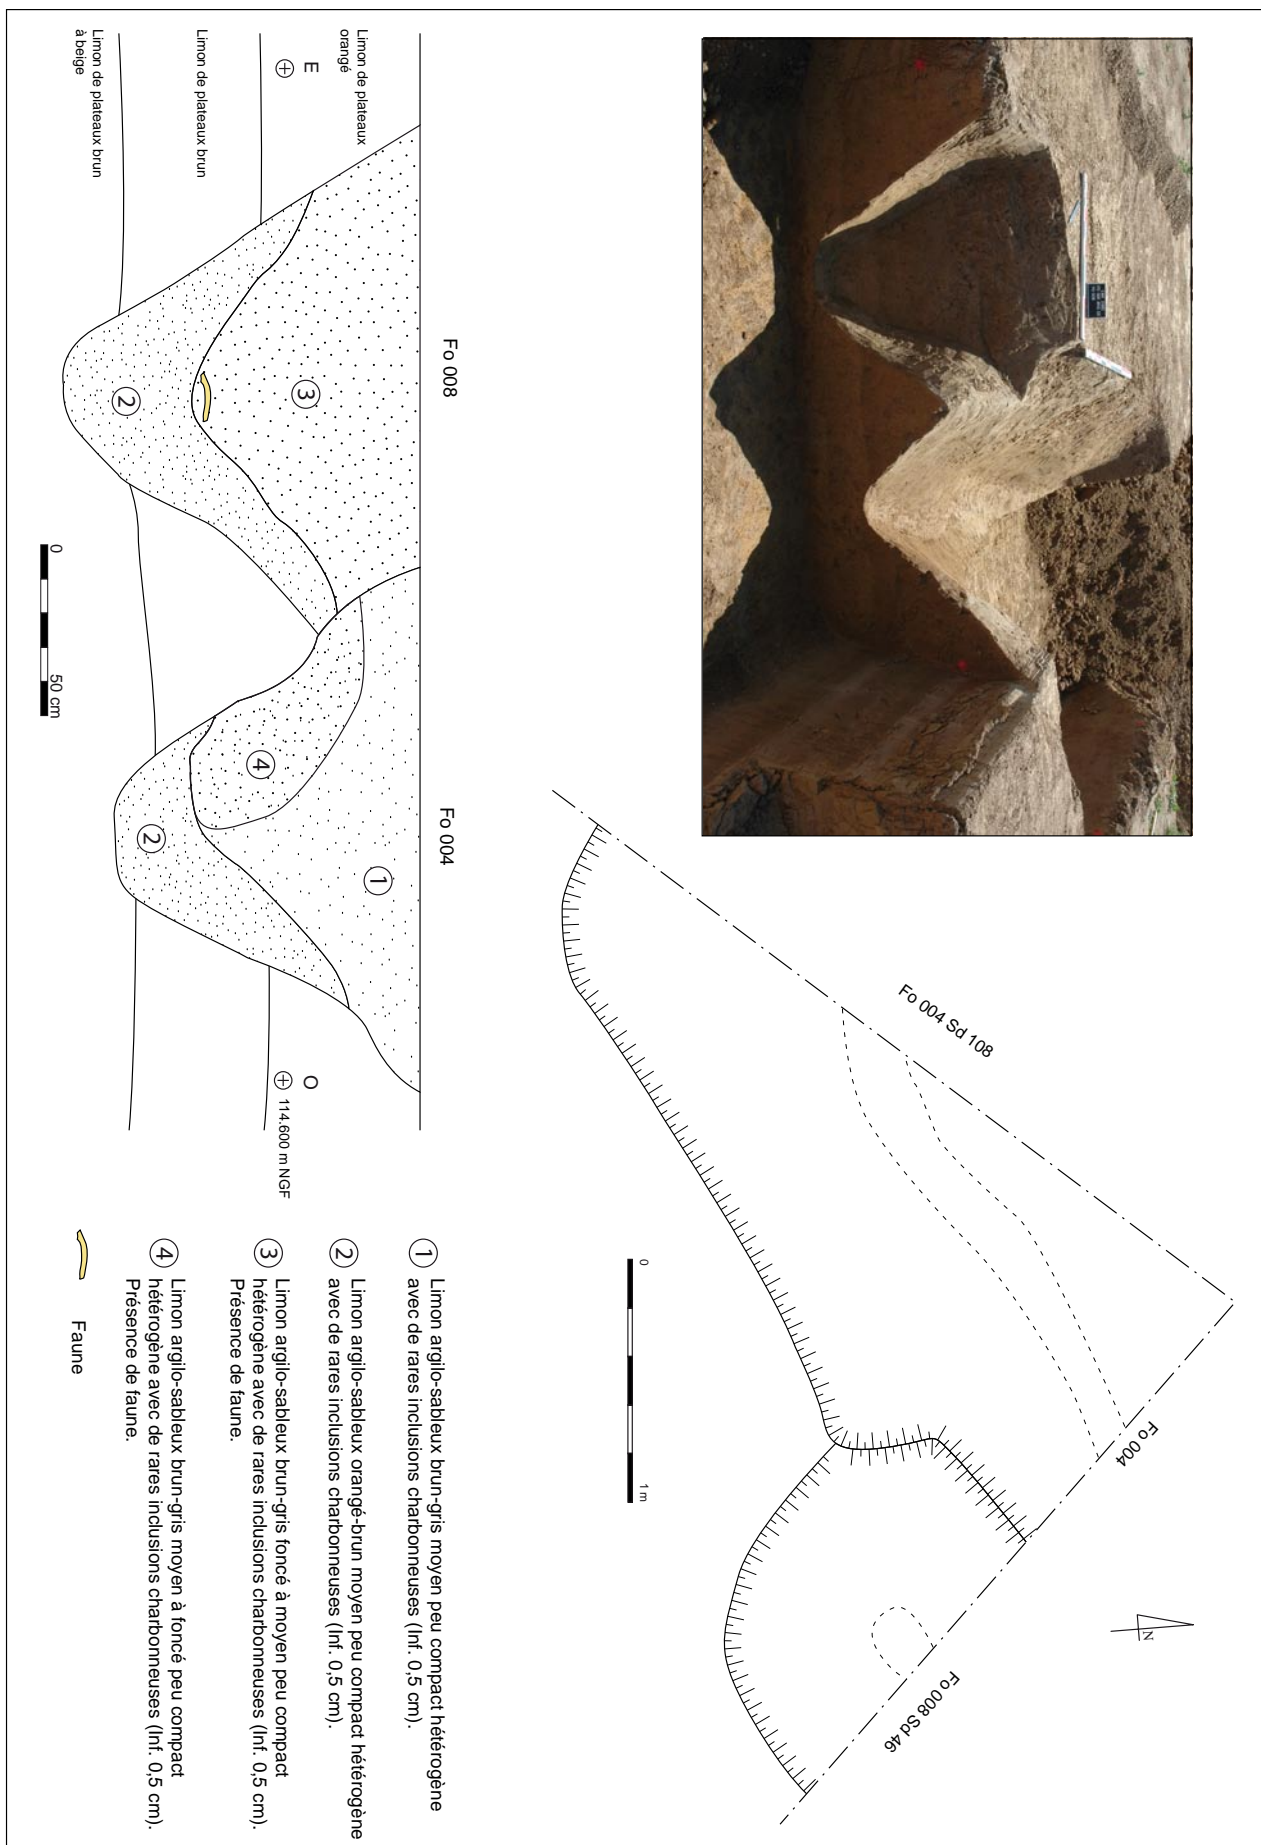 Fo 004 Sd 108
Fo 004
Fo 008 Sd 46
N
0
1 m
Fo 008
Fo 004
Limon de plateaux
orangé
E
O
114.600 m NGF
Limon de plateaux brun
Limon de plateaux brun
à beige
3
2
4
2
1
0
50 cm
1 Limon argilo-sableux brun-gris moyen peu compact hétérogène
avec de rares inclusions charbonneuses (Inf. 0,5 cm).
2 Limon argilo-sableux orangé-brun moyen peu compact hétérogène
avec de rares inclusions charbonneuses (Inf. 0,5 cm).
3 Limon argilo-sableux brun-gris foncé à moyen peu compact
hétérogène avec de rares inclusions charbonneuses (Inf. 0,5 cm).
Présence de faune.
4 Limon argilo-sableux brun-gris moyen à foncé peu compact
hétérogène avec de rares inclusions charbonneuses (Inf. 0,5 cm).
Présence de faune.
Faune